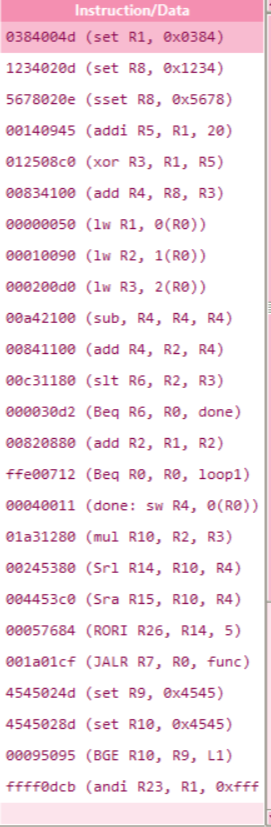 Instruction/Data
0384004d (set R1, 0x0384)
1234020d (set R8, 0x1234)
5678020e (sset R8, 0x5678)
00140945 (addi R5, R1, 20)
012508c0 (xor R3, R1, R5)
00834100 (add R4, R8, R3)
00000050 (lw R1, 0(R0))
00010090 (lw R2, 1(R0))
000200d0 (lw R3, 2(R0))
00a42100 (sub, R4, R4, R4)
00841100 (add R4, R2, R4)
00c31180 (slt R6, R2, R3)
000030d2 (Beq R6, R0, done)
00820880 (add R2, R1, R2)
ffe00712 (Beq R0, R0, loop1)
00040011 (done: sw R4, 0(R0))
01a31280 (mul R10, R2, R3)
00245380 (Srl R14, R10, R4)
004453c0 (Sra R15, R10, R4)
00057684 (RORI R26, R14, 5)
001a01cf (JALR R7, R0, func)
4545024d (set R9, 0x4545)
4545028d (set R10, 0x4545)
00095095 (BGE R10, R9, L1)
ffff0dcb (andi R23, R1, 0xfff